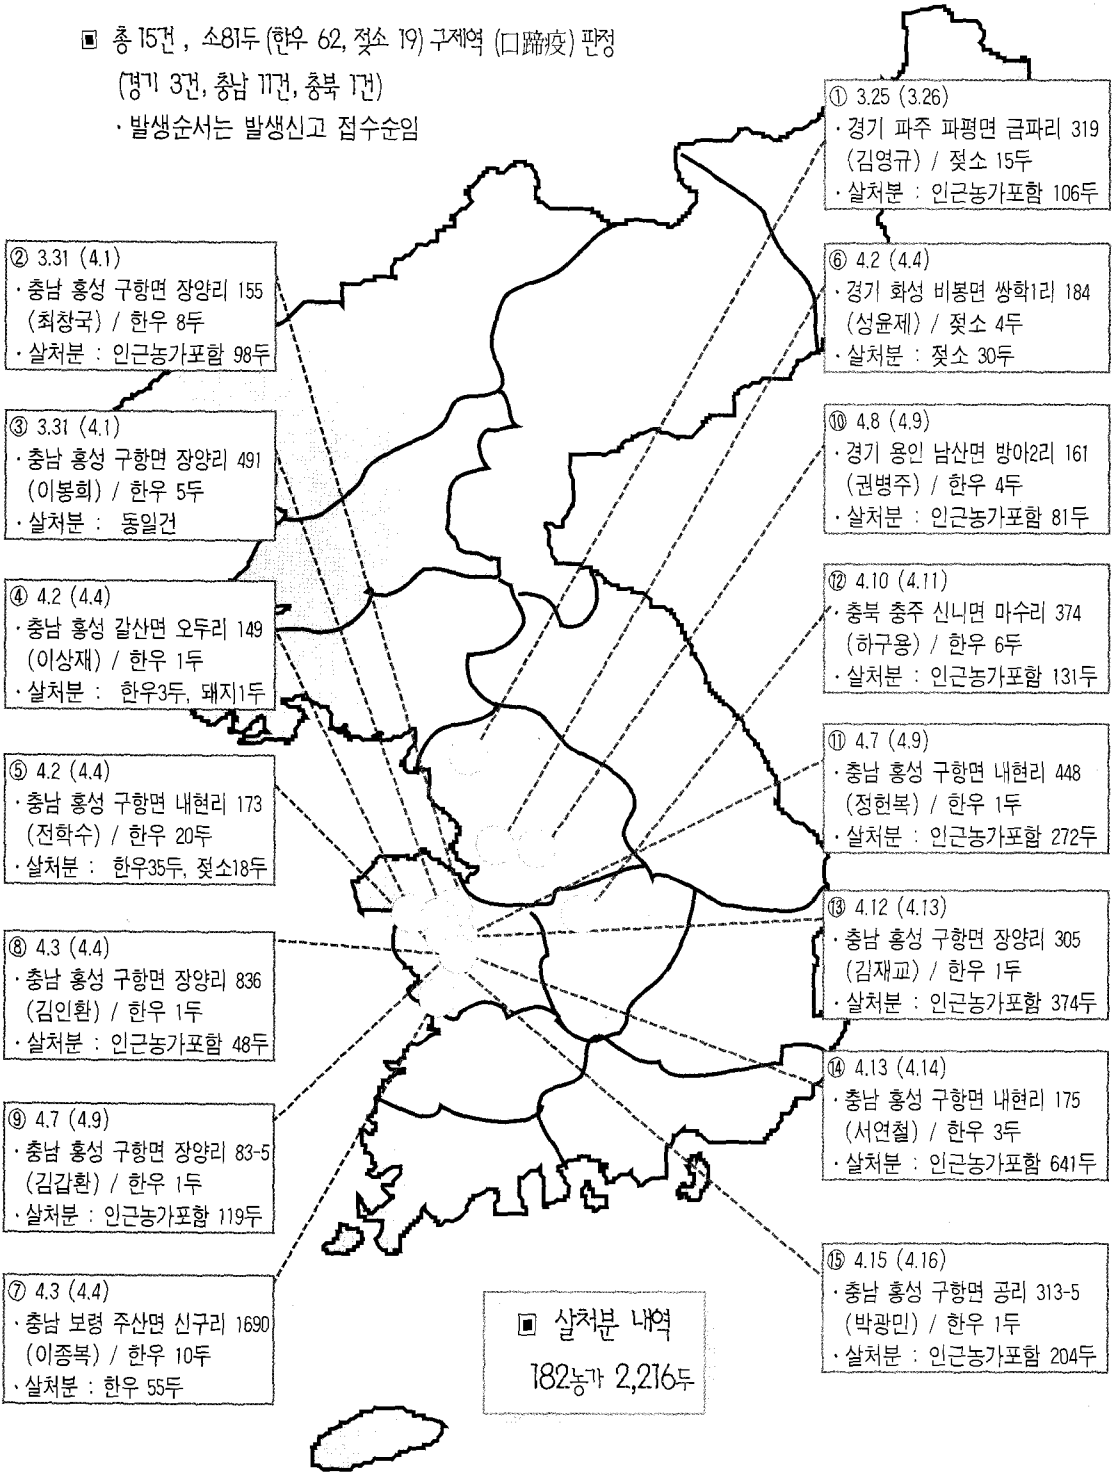 ▣ 총 15건, 소81두 (한우 62, 젖소 19) 구제역 (口蹄疫) 판정
(경기 3건, 충남 11건, 충북 1건)
· 발생순서는 발생신고 접수순임
① 3.25 (3.26)
· 경기 파주 파평면 금파리 319
(김영규) / 젖소 15두
· 살처분 : 인근농가포함 106두
② 3.31 (4.1)
· 충남 홍성 구항면 장양리 155
(최창국) / 한우 8두
· 살처분 : 인근농가포함 98두
⑥ 4.2 (4.4)
· 경기 화성 비봉면 쌍학1리 184
(성윤제) / 젖소 4두
· 살처분 : 젖소 30두
③ 3.31 (4.1)
· 충남 홍성 구항면 장양리 491
(이봉희) / 한우 5두
· 살처분 : 동일건
⑩ 4.8 (4.9)
· 경기 용인 남산면 방아2리 161
(권병주) / 한우 4두
· 살처분 : 인근농가포함 81두
④ 4.2 (4.4)
· 충남 홍성 갈산면 오두리 149
(이상재) / 한우 1두
· 살처분 : 한우3두, 돼지1두
⑫ 4.10 (4.11)
· 충북 충주 신니면 마수리 374
(하구용) / 한우 6두
· 살처분 : 인근농가포함 131두
⑤ 4.2 (4.4)
· 충남 홍성 구항면 내현리 173
(전학수) / 한우 20두
· 살처분 : 한우35두, 젖소18두
⑪ 4.7 (4.9)
· 충남 홍성 구항면 내현리 448
(정헌복) / 한우 1두
· 살처분 : 인근농가포함 272두
⑧ 4.3 (4.4)
· 충남 홍성 구항면 장양리 836
(김인환) / 한우 1두
· 살처분 : 인근농가포함 48두
⑬ 4.12 (4.13)
· 충남 홍성 구항면 장양리 305
(김재교) / 한우 1두
· 살처분 : 인근농가포함 374두
⑨ 4.7 (4.9)
· 충남 홍성 구항면 장양리 83-5
(김갑환) / 한우 1두
· 살처분 : 인근농가포함 119두
⑭ 4.13 (4.14)
· 충남 홍성 구항면 내현리 175
(서연철) / 한우 3두
· 살처분 : 인근농가포함 641두
⑦ 4.3 (4.4)
· 충남 보령 주산면 신구리 1690
(이종복) / 한우 10두
· 살처분 : 한우 55두
⑮ 4.15 (4.16)
· 충남 홍성 구항면 공리 313-5
(박광민) / 한우 1두
· 살처분 : 인근농가포함 204두
▣ 살처분 내역
182농가 2,216두